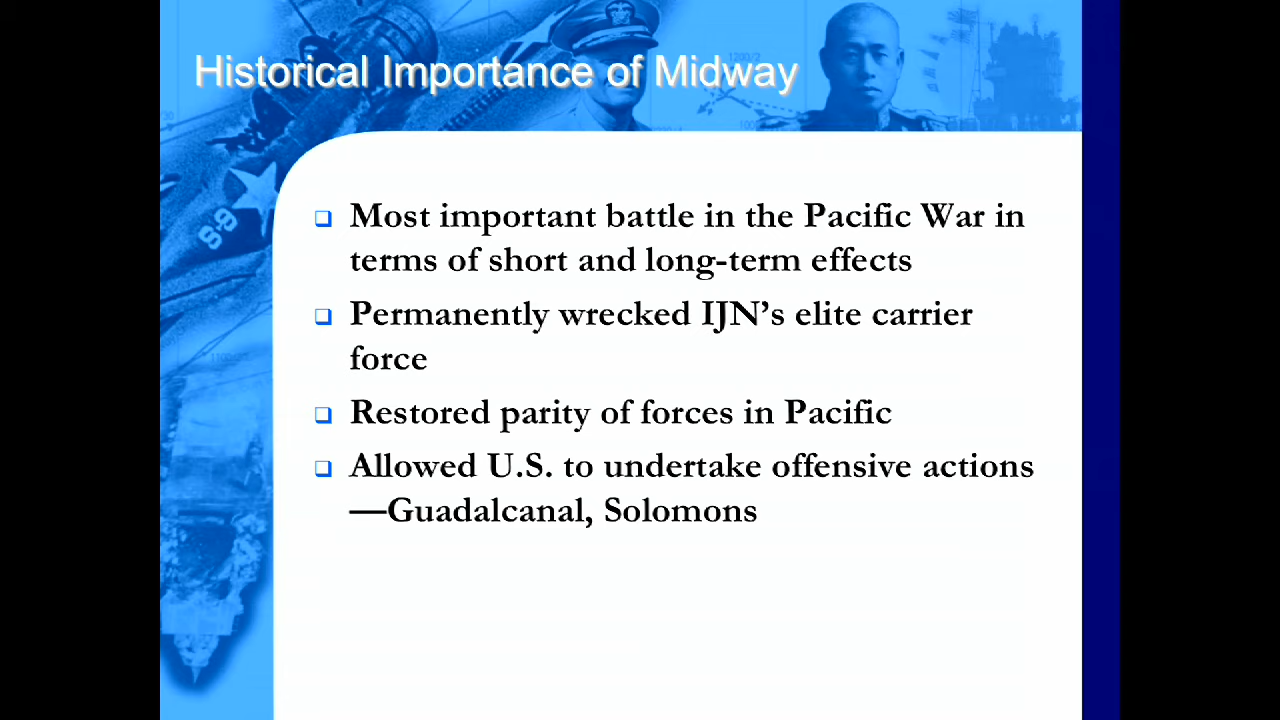 Historical Importance of Midway
❑ Most important battle in the Pacific War in
terms of short and long-term effects
❑ Permanently wrecked IJN’s elite carrier
force
❑ Restored parity of forces in Pacific
❑ Allowed U.S. to undertake offensive actions
—Guadalcanal, Solomons